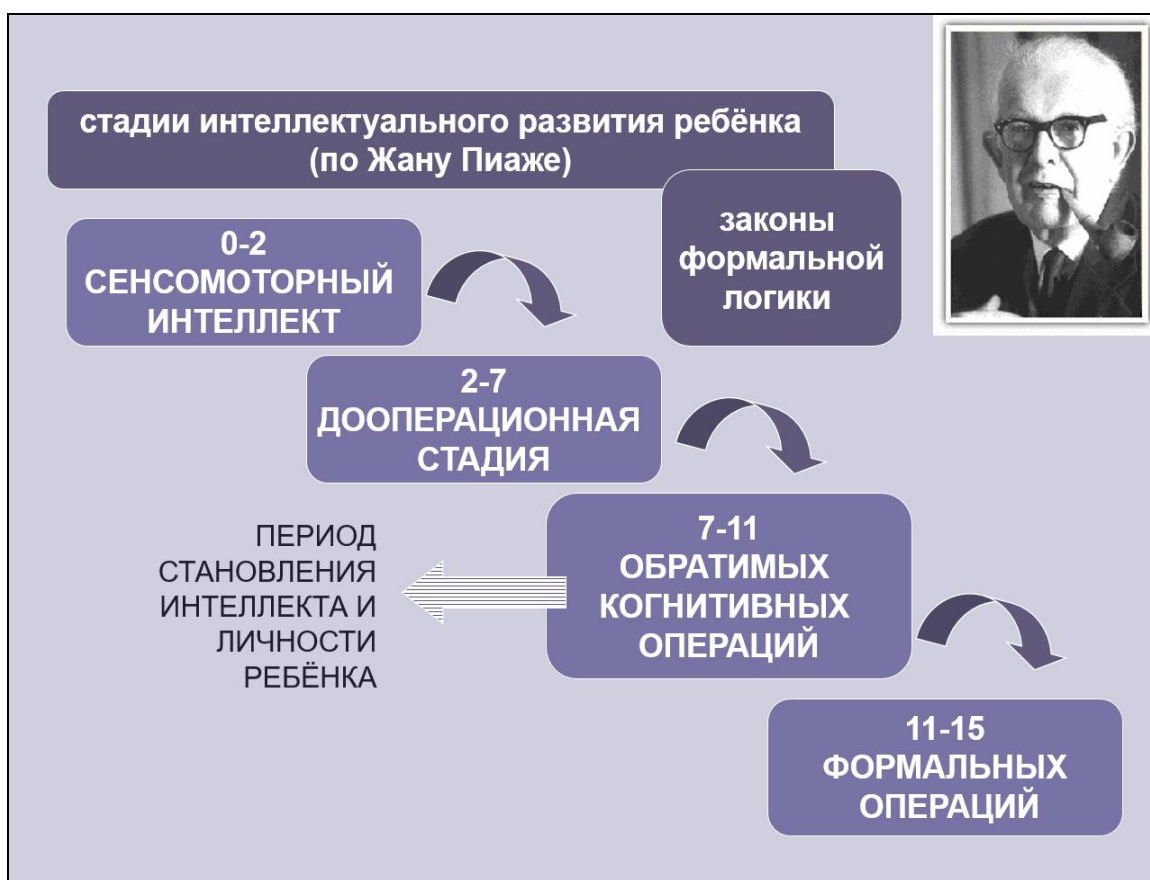 стадии интеллектуального развития ребёнка
(по Жану Пиаже)
законы
формальной
логики
0-2
СЕНСОМОТОРНЫЙ
ИНТЕЛЛЕКТ
2-7
ДООПЕРАЦИОННАЯ
СТАДИЯ
7-11
ОБРАТИМЫХ
КОГНИТИВНЫХ
ОПЕРАЦИЙ
ПЕРИОД
СТАНОВЛЕНИЯ
ИНТЕЛЛЕКТА И
ЛИЧНОСТИ
РЕБЁНКА
11-15
ФОРМАЛЬНЫХ
ОПЕРАЦИЙ